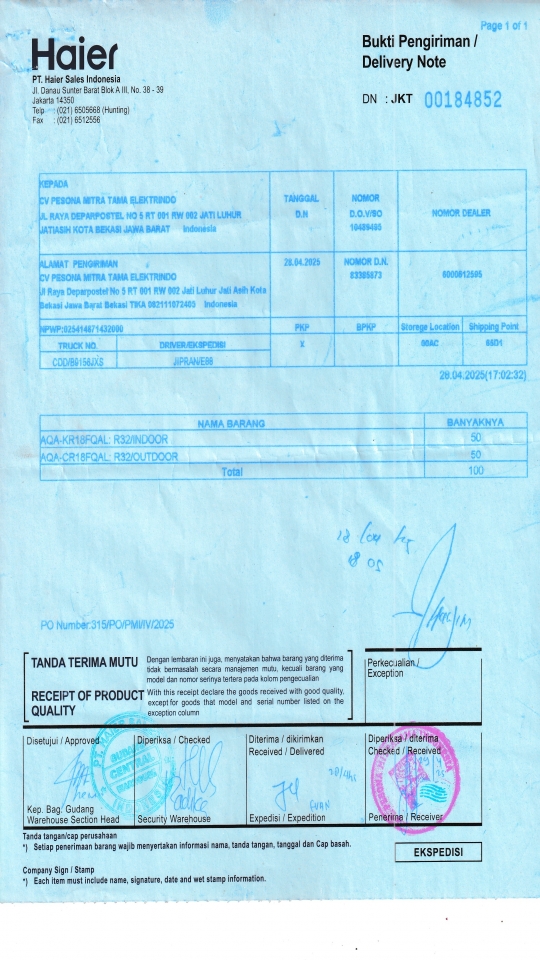 Page 1 of 1
Haier
Bukti Pengiriman /
Delivery Note
PT. Haier Sales Indonesia
Jl. Danau Sunter Barat Blok A III, No. 38 - 39
Jakarta 14350
Telp : (021) 6505668 (Hunting)
Fax : (021) 6512556
DN : JKT 00184852
KEPADA
CV PESONA MITRA TAMA ELEKTRINDO
JL RAYA DEPARPOSTEL NO 5 RT 001 RW 002 JATI LUHUR
JATIASIH KOTA BEKASI JAWA BARAT Indonesia
TANGGAL
D.N
NOMOR
D.O.V/SO
NOMOR DEALER
ALAMAT PENGIRIMAN
CV PESONA MITRA TAMA ELEKTRINDO
Jl Raya Deparpostel No 5 RT 001 RW 002 Jati Luhur Jati Asih Kota
Bekasi Jawa Barat Bekasi TIKA 082111072403 Indonesia
28.04.2025
NOMOR D.N.
83385873
6000812595
NPWP:025414871432000
PKP
BPKP
Storage Location
Shipping Point
TRUCK NO.
DRIVER/EKSPEDISI
X
CDD/B9156JXS
JIPRAN/E66
28.04.2025(17:02:32)
NAMA BARANG BANYAKNYA
AQA-KR18FQAL: R32/INDOOR 50
AQA-CR18FQAL: R32/OUTDOOR 50
Total 100
PO Number:315/PO/PMI/IV/2025
TANDA TERIMA MUTU
Dengan lembaran ini juga, menyatakan bahwa barang yang diterima
tidak bermasalah secara manajemen mutu, kecuali barang yang
model dan nomor serinya tertera pada kolom pengecualian
RECEIPT OF PRODUCT
QUALITY
With this receipt declare the goods received with good quality,
except for goods that model and serial number listed on the
exception column
Perkecualian /
Exception
Disetujui / Approved
Diperiksa / Checked
Diterima / dikirimkan
Received / Delivered
Diperiksa / diterima
Checked / Received
Kep. Bag. Gudang
Warehouse Section Head
Security Warehouse
Expedisi / Expedition
Penerima / Receiver
Tanda tangan/cap perusahaan
*) Setiap penerimaan barang wajib menyertakan informasi nama, tanda tangan, tanggal dan Cap basah.
EKSPEDISI
Company Sign / Stamp
*) Each item must include name, signature, date and wet stamp information.